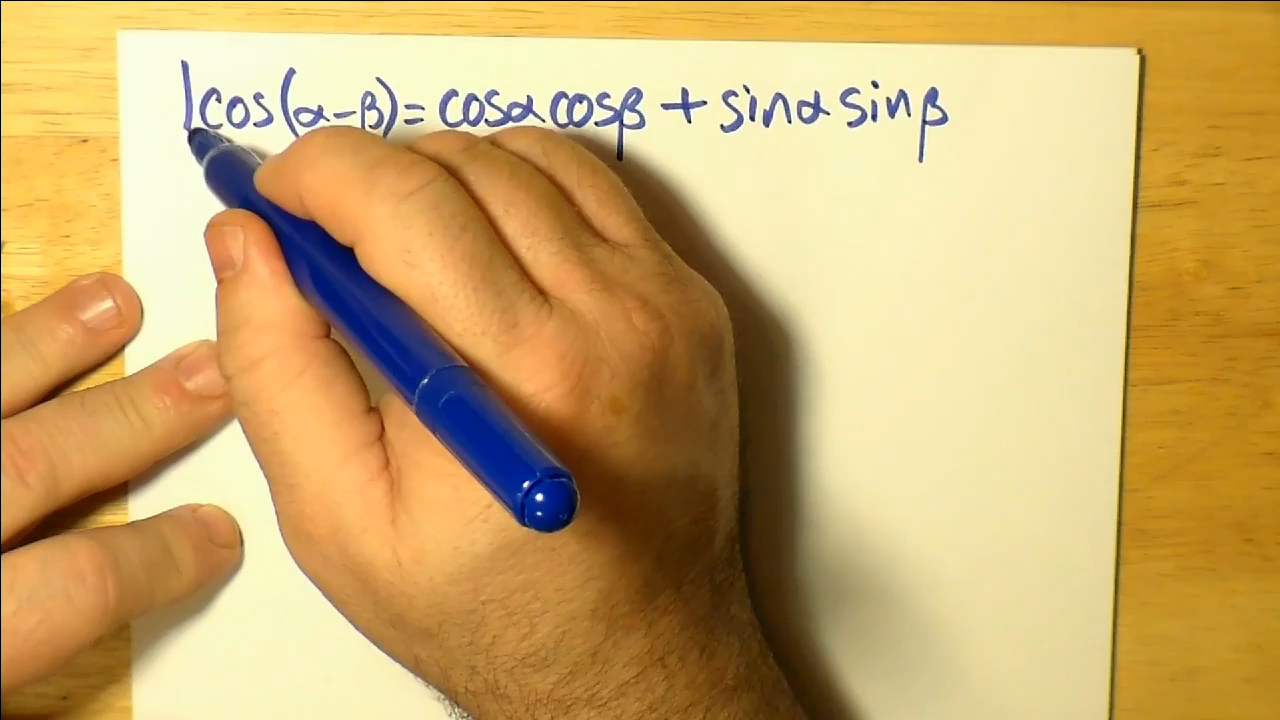 cos(α-β)= cosα cosβ + sinα sinβ